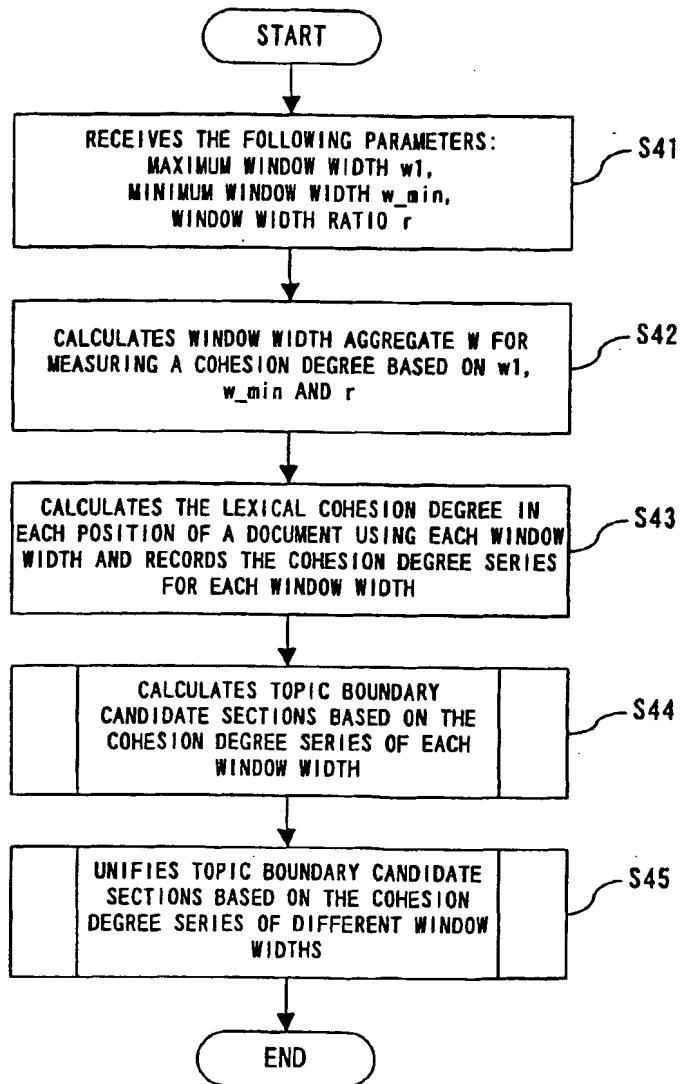 START
RECEIVES THE FOLLOWING PARAMETERS:
MAXIMUM WINDOW WIDTH w1,
MINIMUM WINDOW WIDTH w_min,
WINDOW WIDTH RATIO r
S41
CALCULATES WINDOW WIDTH AGGREGATE W FOR
MEASURING A COHESION DEGREE BASED ON w1,
w_min AND r
S42
CALCULATES THE LEXICAL COHESION DEGREE IN
EACH POSITION OF A DOCUMENT USING EACH WINDOW
WIDTH AND RECORDS THE COHESION DEGREE SERIES
FOR EACH WINDOW WIDTH
S43
CALCULATES TOPIC BOUNDARY
CANDIDATE SECTIONS BASED ON THE
COHESION DEGREE SERIES OF EACH
WINDOW WIDTH
S44
UNIFIES TOPIC BOUNDARY CANDIDATE
SECTIONS BASED ON THE COHESION
DEGREE SERIES OF DIFFERENT WINDOW
WIDTHS
S45
END